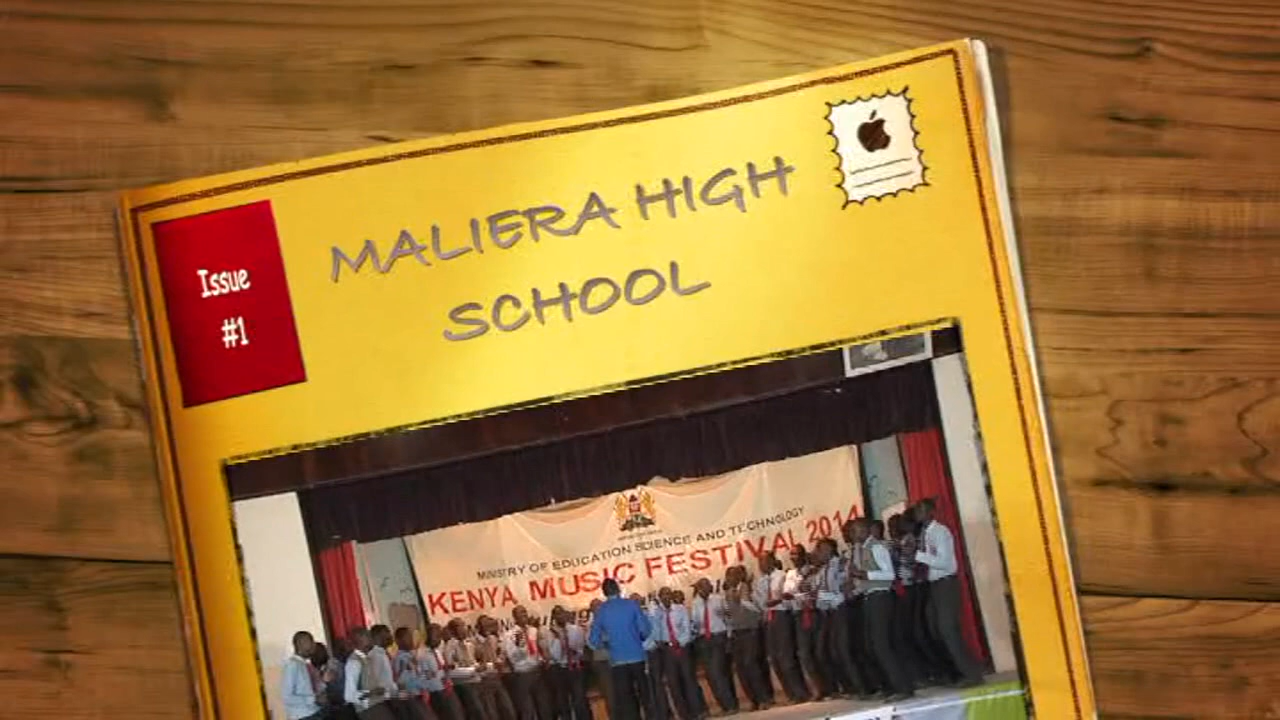 Issue
#1
MALIERA HIGH
SCHOOL
MINISTRY OF EDUCATION SCIENCE AND TECHNOLOGY
KENYA MUSIC FESTIVAL 2014